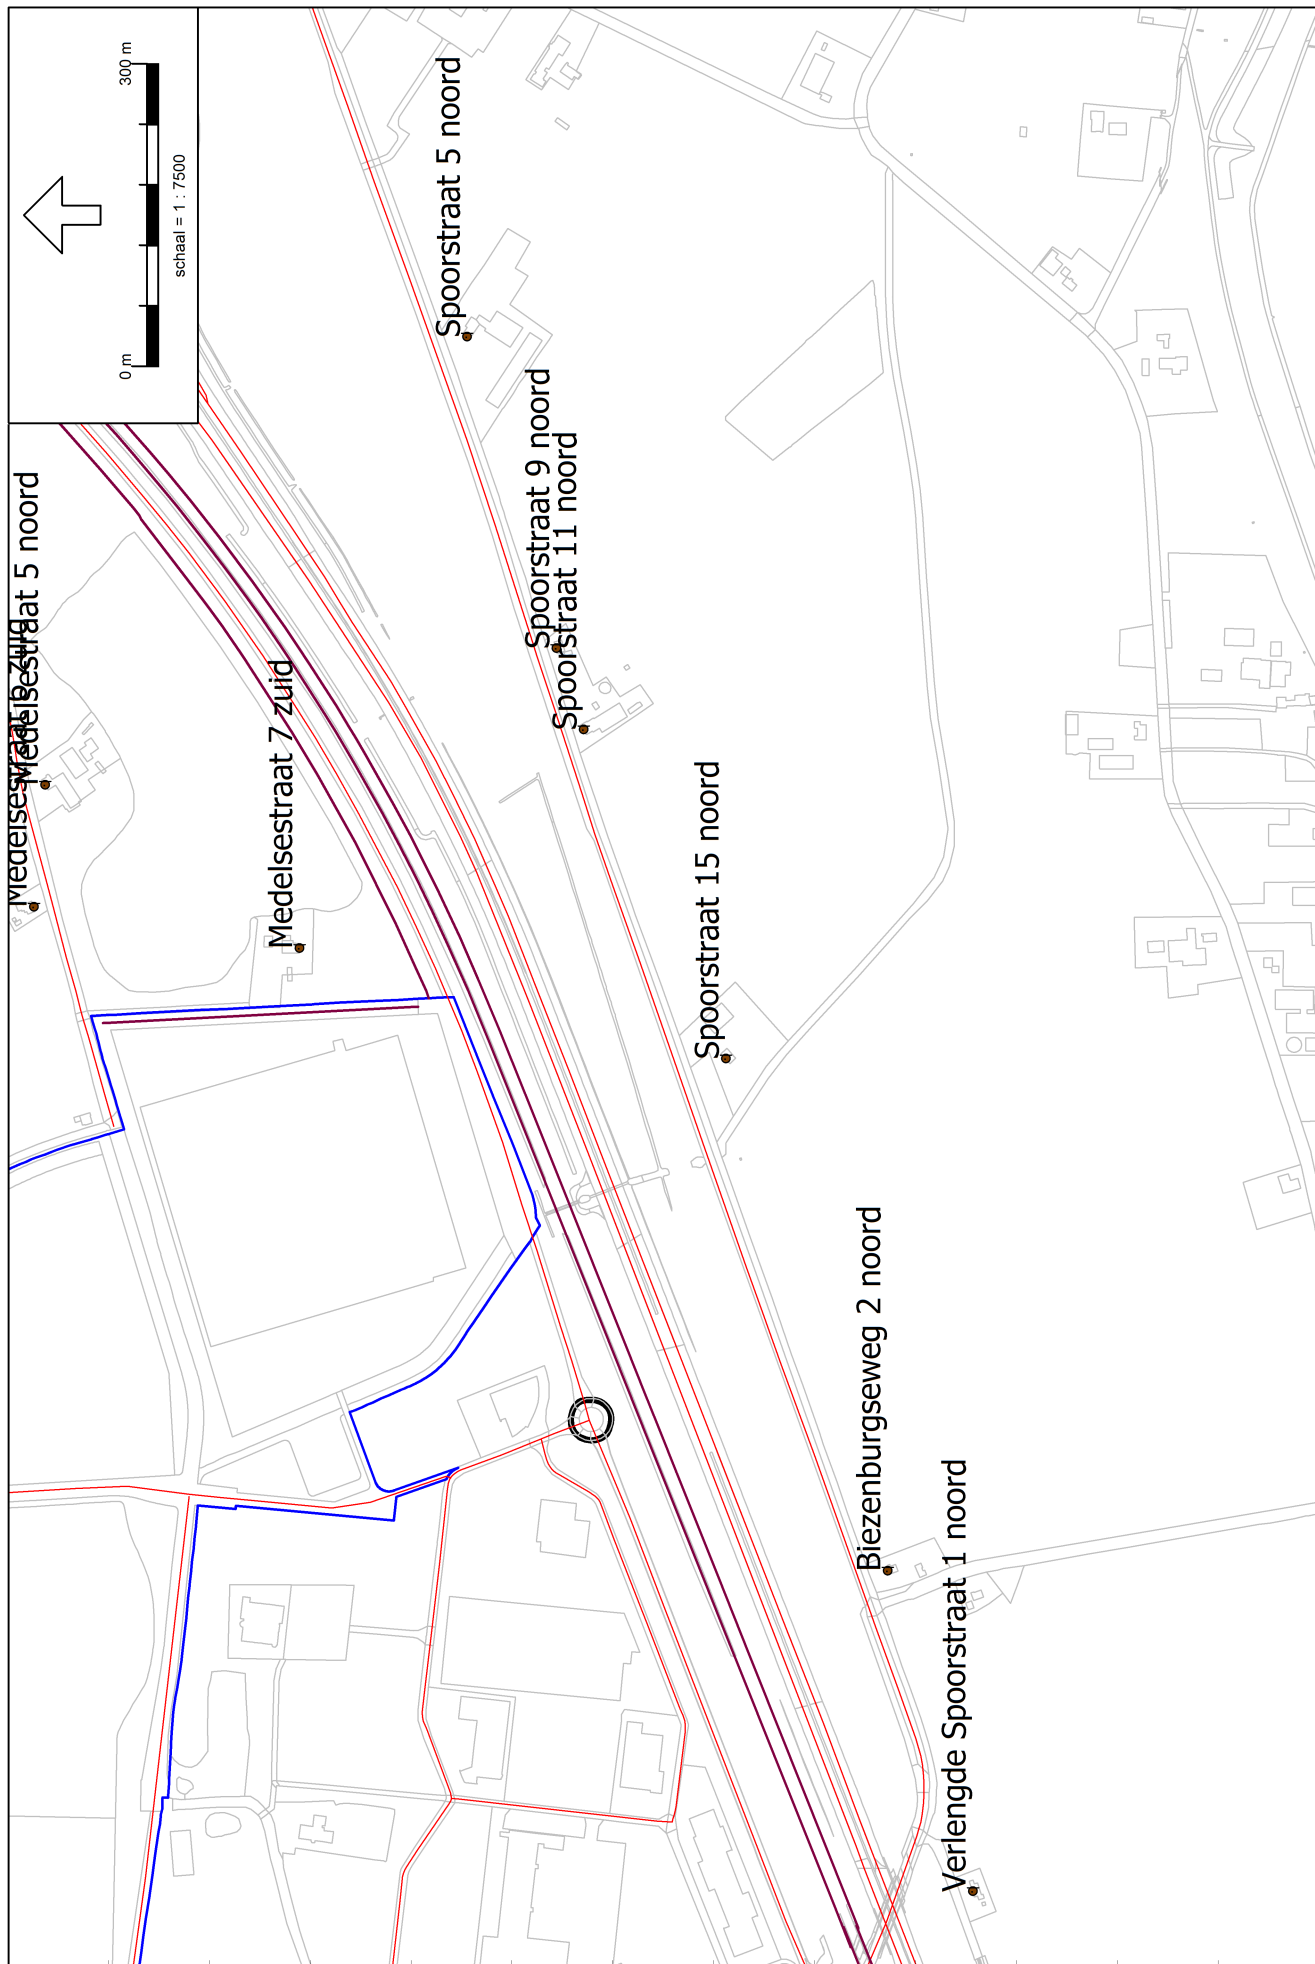 0 m
300 m
schaal = 1 : 7500
Medelsestraat 5 noord
Medelsestraat 7 zuid
Spoorstraat 5 noord
Spoorstraat 9 noord
Spoorstraat 11 noord
Spoorstraat 15 noord
Biezenburgseweg 2 noord
Verlengde Spoorstraat 1 noord